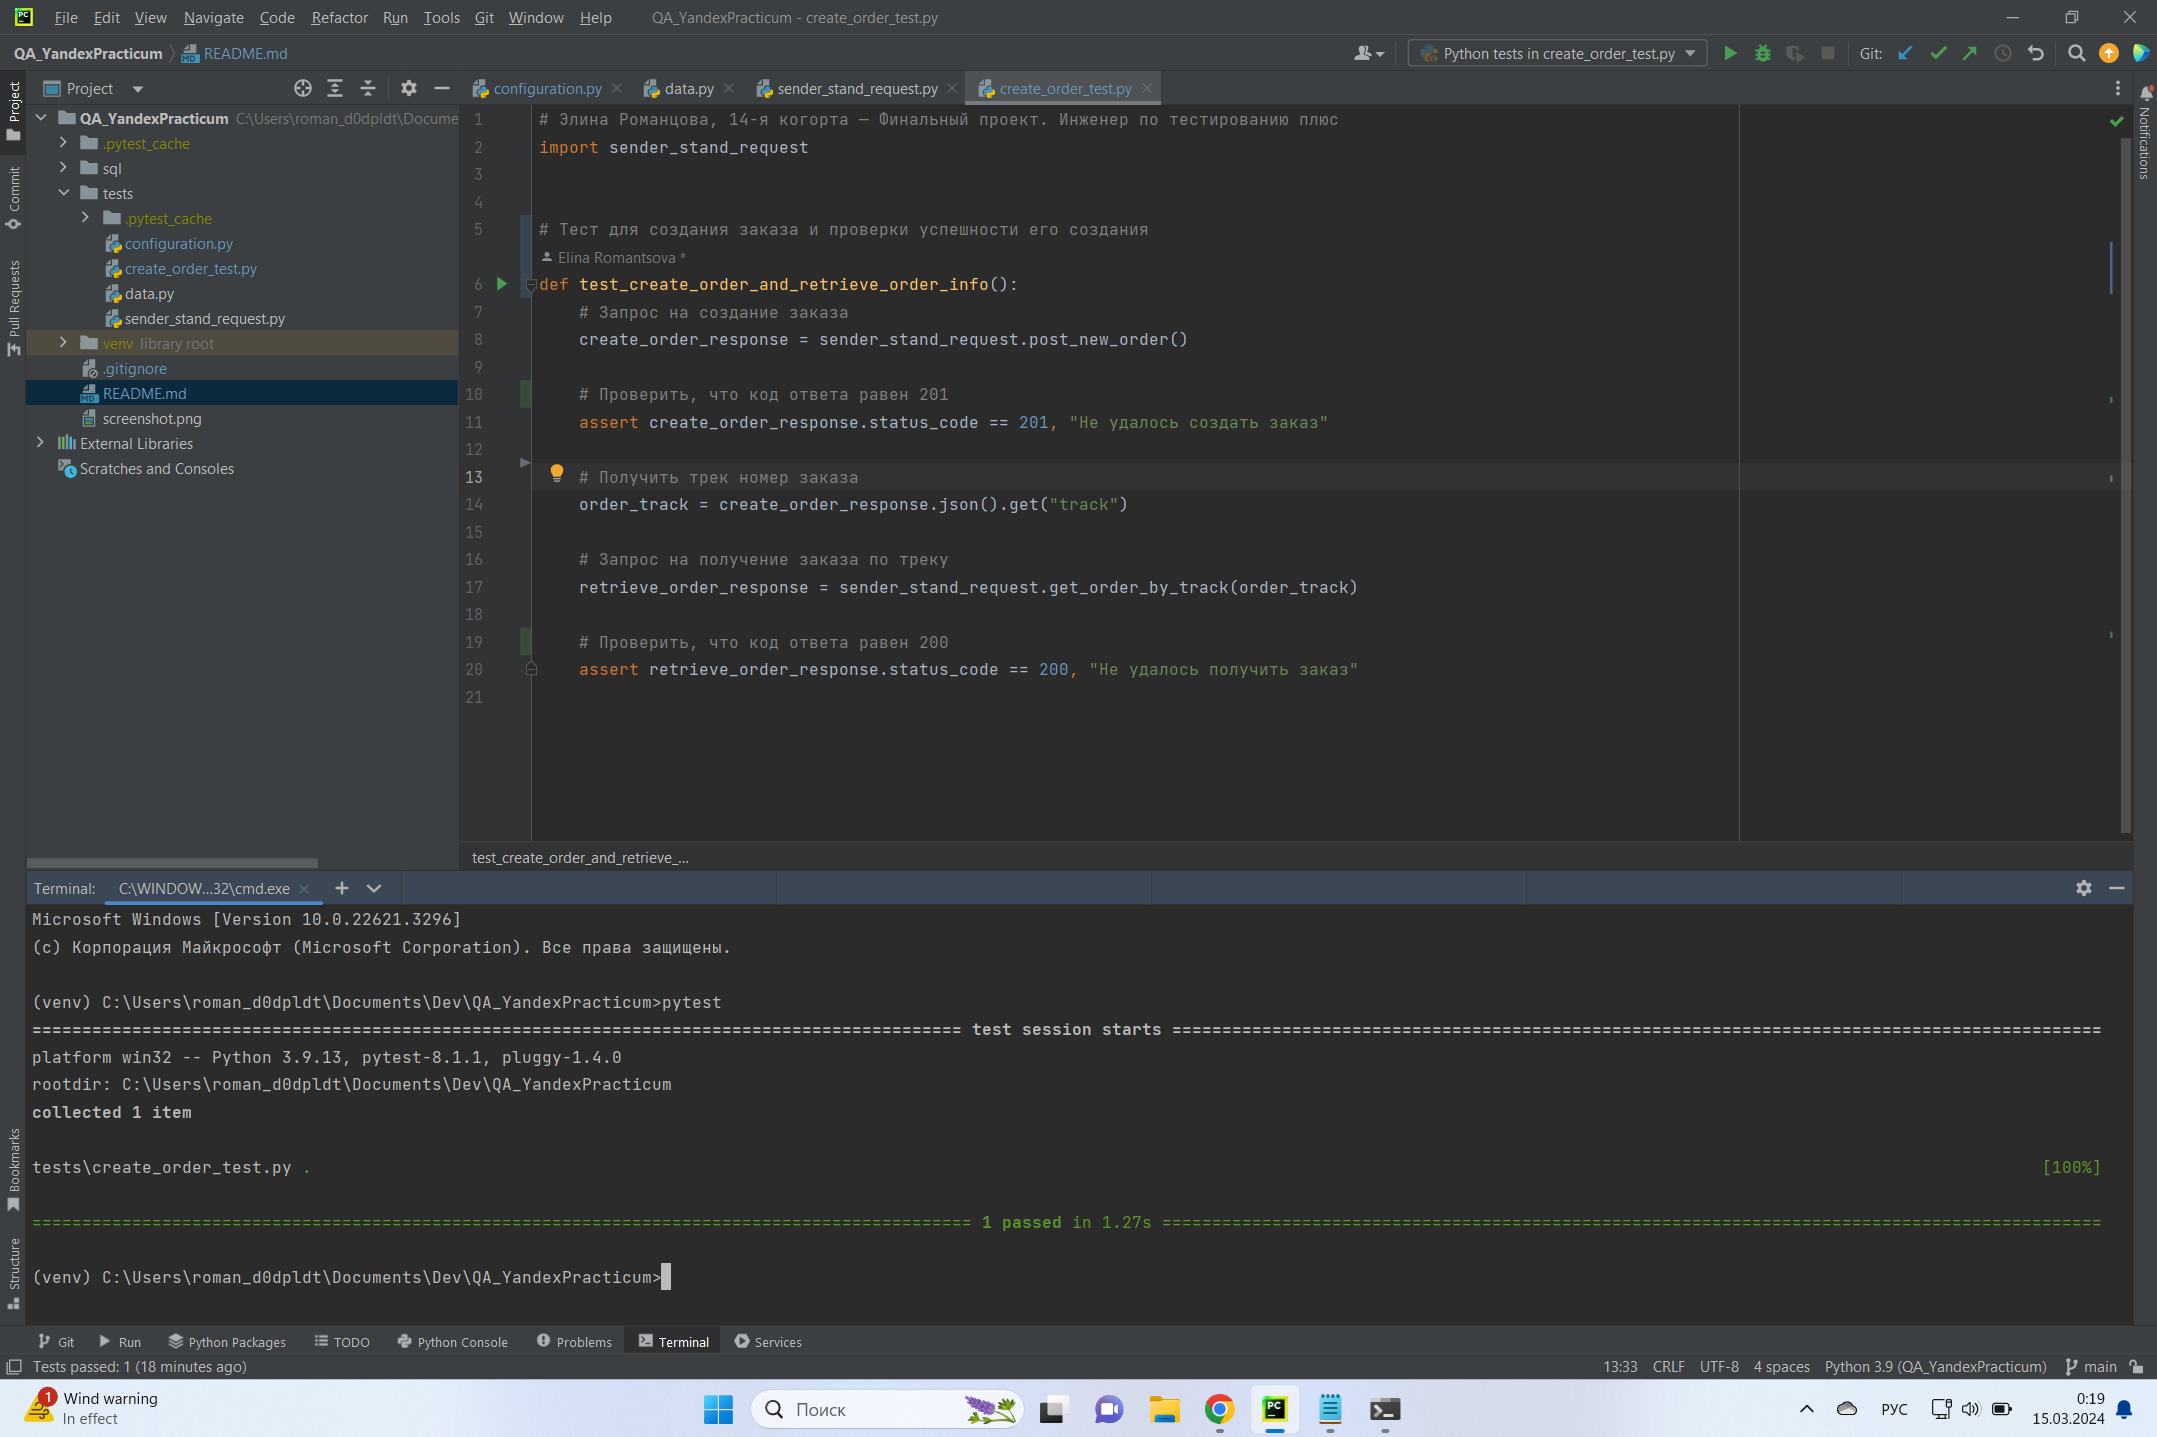 File Edit View Navigate Code Refactor Run Tools Git Window Help QA_YandexPracticum - create_order_test.py
QA_YandexPracticum README.md Python tests in create_order_test.py Git:
Project configuration.py data.py sender_stand_request.py create_order_test.py
Project
Commit
Pull Requests
Bookmarks
Structure
Notifications
QA_YandexPracticum C:\Users\roman_d0dpldt\Docume
.pytest_cache
sql
tests
.pytest_cache
configuration.py
create_order_test.py
data.py
sender_stand_request.py
venv library root
.gitignore
README.md
screenshot.png
External Libraries
Scratches and Consoles
1 # Элина Романцова, 14-я когорта — Финальный проект. Инженер по тестированию плюс
2 import sender_stand_request
3
4
5 # Тест для создания заказа и проверки успешности его создания
Elina Romantsova *
6 def test_create_order_and_retrieve_order_info():
7 # Запрос на создание заказа
8 create_order_response = sender_stand_request.post_new_order()
9
10 # Проверить, что код ответа равен 201
11 assert create_order_response.status_code == 201, "Не удалось создать заказ"
12
13 # Получить трек номер заказа
14 order_track = create_order_response.json().get("track")
15
16 # Запрос на получение заказа по треку
17 retrieve_order_response = sender_stand_request.get_order_by_track(order_track)
18
19 # Проверить, что код ответа равен 200
20 assert retrieve_order_response.status_code == 200, "Не удалось получить заказ"
21
test_create_order_and_retrieve_...
Terminal: C:\WINDOW...32\cmd.exe
Microsoft Windows [Version 10.0.22621.3296]
(c) Корпорация Майкрософт (Microsoft Corporation). Все права защищены.
(venv) C:\Users\roman_d0dpldt\Documents\Dev\QA_YandexPracticum>pytest
============================================================================================= test session starts =============================================================================================
platform win32 -- Python 3.9.13, pytest-8.1.1, pluggy-1.4.0
rootdir: C:\Users\roman_d0dpldt\Documents\Dev\QA_YandexPracticum
collected 1 item
tests\create_order_test.py . [100%]
============================================================================================== 1 passed in 1.27s ==============================================================================================
(venv) C:\Users\roman_d0dpldt\Documents\Dev\QA_YandexPracticum>
Git Run Python Packages TODO Python Console Problems Terminal Services
Tests passed: 1 (18 minutes ago) 13:33 CRLF UTF-8 4 spaces Python 3.9 (QA_YandexPracticum) main
1 Wind warning
In effect
Поиск
РУС
0:19
15.03.2024